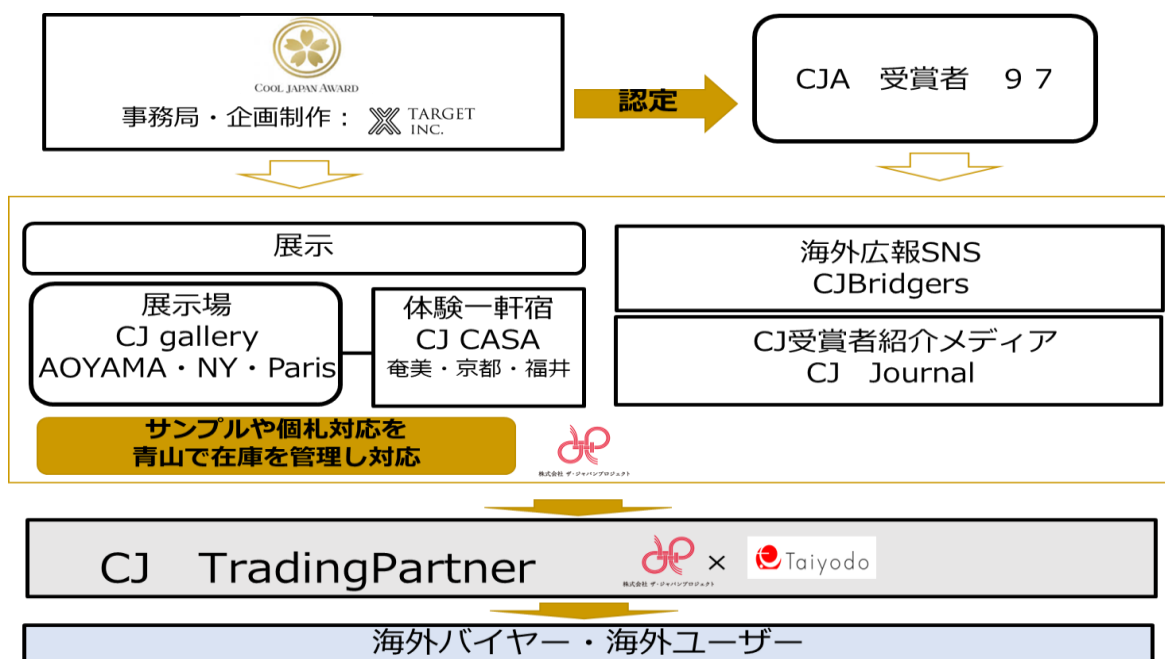 COOL JAPAN AWARD
事務局・企画制作： TARGET INC.
認定
CJA 受賞者 ９７
展示
展示場
CJ gallery
AOYAMA・NY・Paris
体験一軒宿
CJ CASA
奄美・京都・福井
海外広報SNS
CJBridgers
CJ受賞者紹介メディア
CJ Journal
サンプルや個札対応を
青山で在庫を管理し対応
株式会社 ザ・ジャパンプロジェクト
CJ TradingPartner
株式会社 ザ・ジャパンプロジェクト
×
Taiyodo
海外バイヤー・海外ユーザー